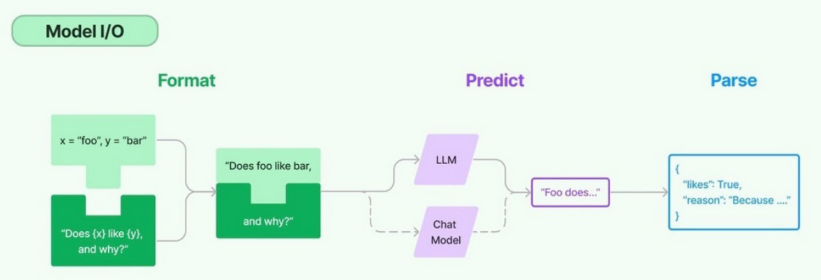 Model I/O
Format
Predict
Parse
x = "foo", y = "bar"
"Does {x} like {y},
and why?"
"Does foo like bar,
and why?"
LLM
Chat
Model
"Foo does..."
{
"likes": True,
"reason": "Because ...."
}